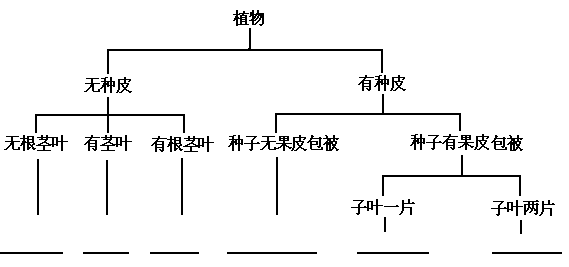 植物
无种皮
有种皮
无根茎叶
有茎叶
有根茎叶
种子无果皮包被
种子有果皮包被
子叶一片
子叶两片